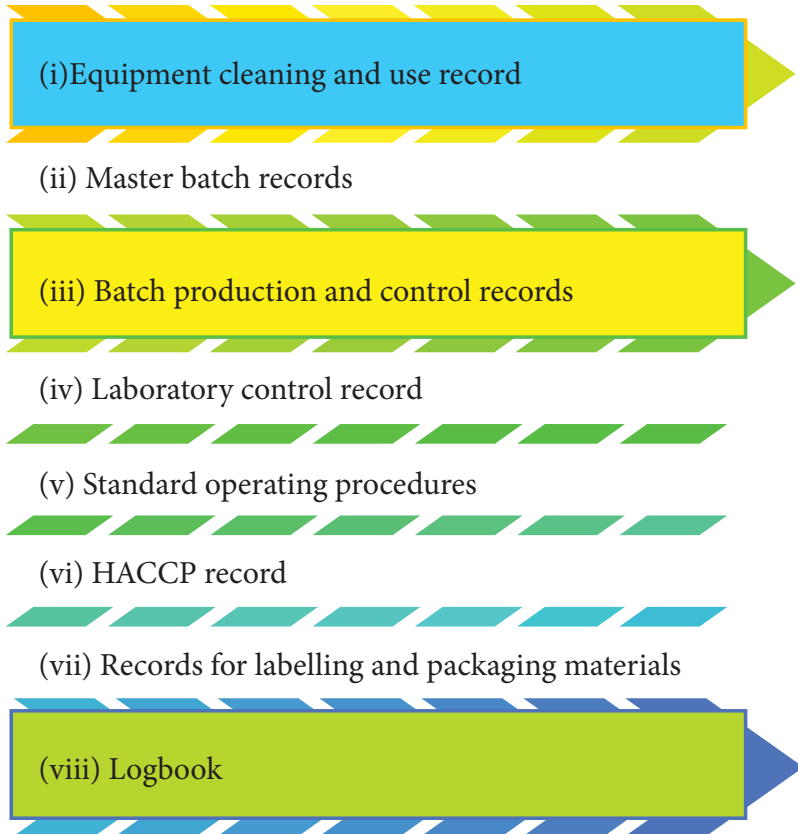 (i)Equipment cleaning and use record
(ii) Master batch records
(iii) Batch production and control records
(iv) Laboratory control record
(v) Standard operating procedures
(vi) HACCP record
(vii) Records for labelling and packaging materials
(viii) Logbook